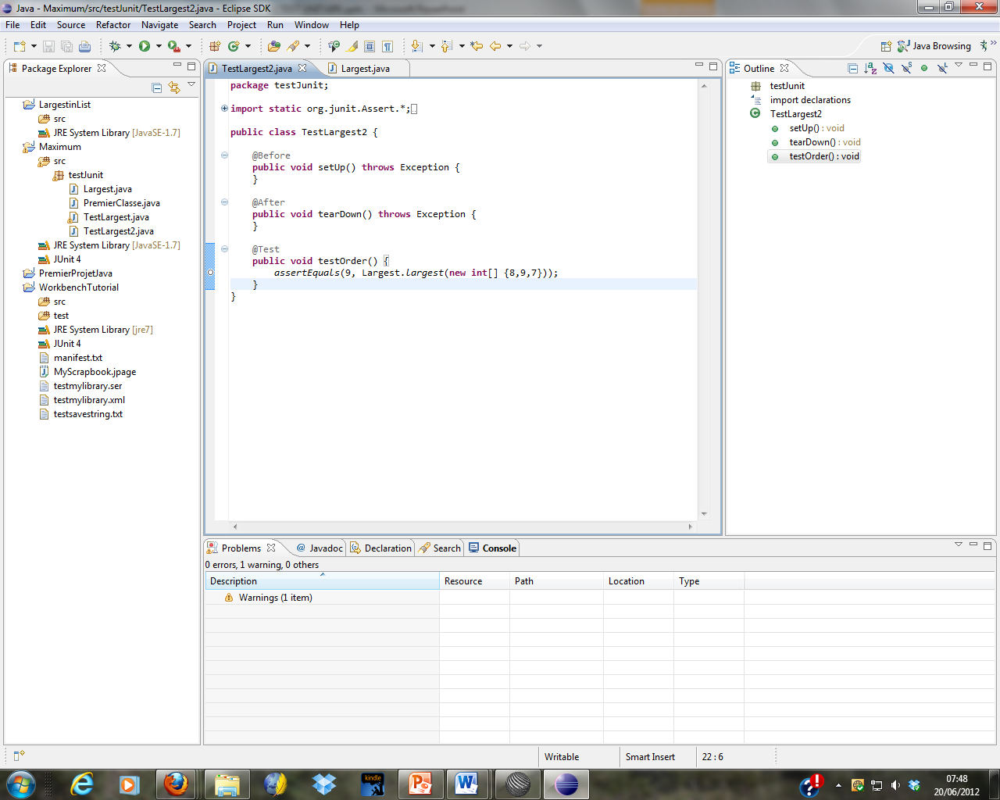 Java - Maximum/src/testJunit/TestLargest2.java - Eclipse SDK
File Edit Source Refactor Navigate Search Project Run Window Help
Java Browsing
Package Explorer
LargestinList
src
JRE System Library [JavaSE-1.7]
Maximum
src
testJunit
Largest.java
PremierClasse.java
TestLargest.java
TestLargest2.java
JRE System Library [JavaSE-1.7]
JUnit 4
PremierProjetJava
WorkbenchTutorial
src
test
JRE System Library [jre7]
JUnit 4
manifest.txt
MyScrapbook.jpage
testmylibrary.ser
testmylibrary.xml
testsavestring.txt
TestLargest2.java Largest.java
package testJunit;
import static org.junit.Assert.*;
public class TestLargest2 {
@Before
public void setUp() throws Exception {
}
@After
public void tearDown() throws Exception {
}
@Test
public void testOrder() {
assertEquals(9, Largest.largest(new int[] {8,9,7}));
}
}
Outline
testJunit
import declarations
TestLargest2
setUp() : void
tearDown() : void
testOrder() : void
Problems @ Javadoc Declaration Search Console
0 errors, 1 warning, 0 others
Description Resource Path Location Type
Warnings (1 item)
Writable Smart Insert 22 : 6
kindle
07:48
20/06/2012